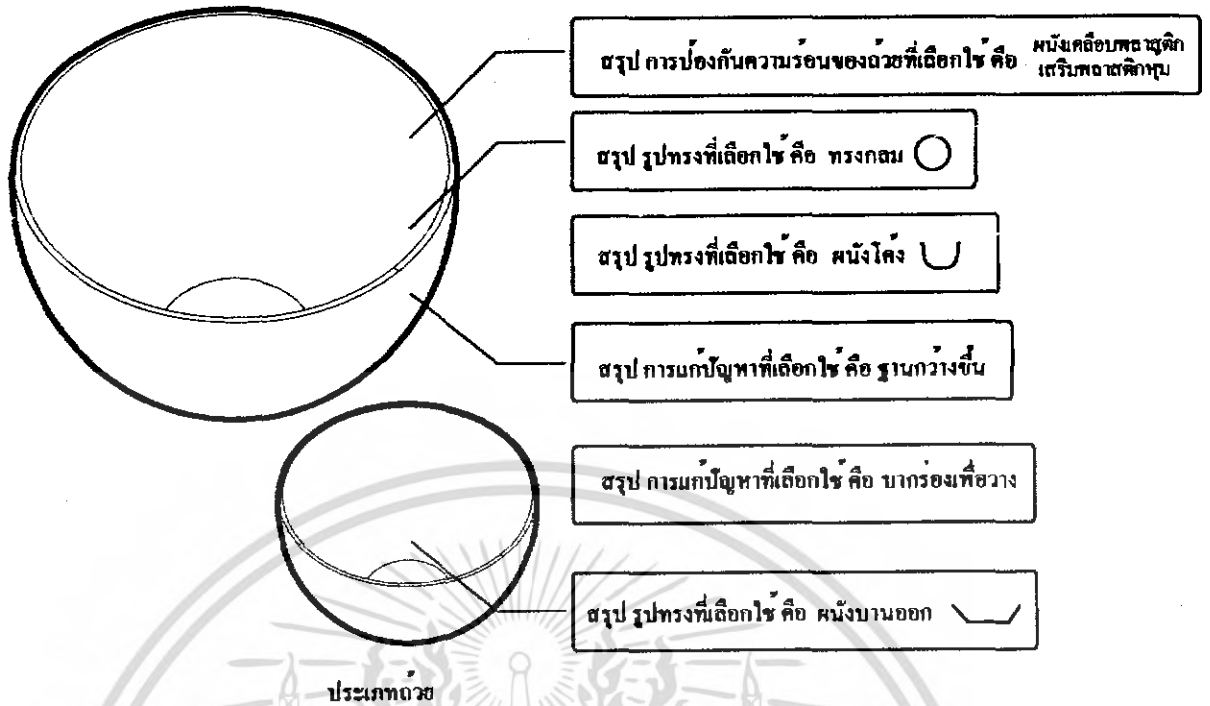 สรุป การป้องกันความร้อนของถ้วยที่เลือกใช้ คือ ผนังเคลือบพลาสติก
เสริมพลาสติกหุบ
สรุป รูปทรงที่เลือกใช้ คือ ทรงกลม
สรุป รูปทรงที่เลือกใช้ คือ ผนังโค้ง
สรุป การแก้ปัญหาที่เลือกใช้ คือ ฐานกว้างขึ้น
สรุป การแก้ปัญหาที่เลือกใช้ คือ บากร่องเพื่อวาง
สรุป รูปทรงที่เลือกใช้ คือ ผนังบานออก
ประเภทถ้วย